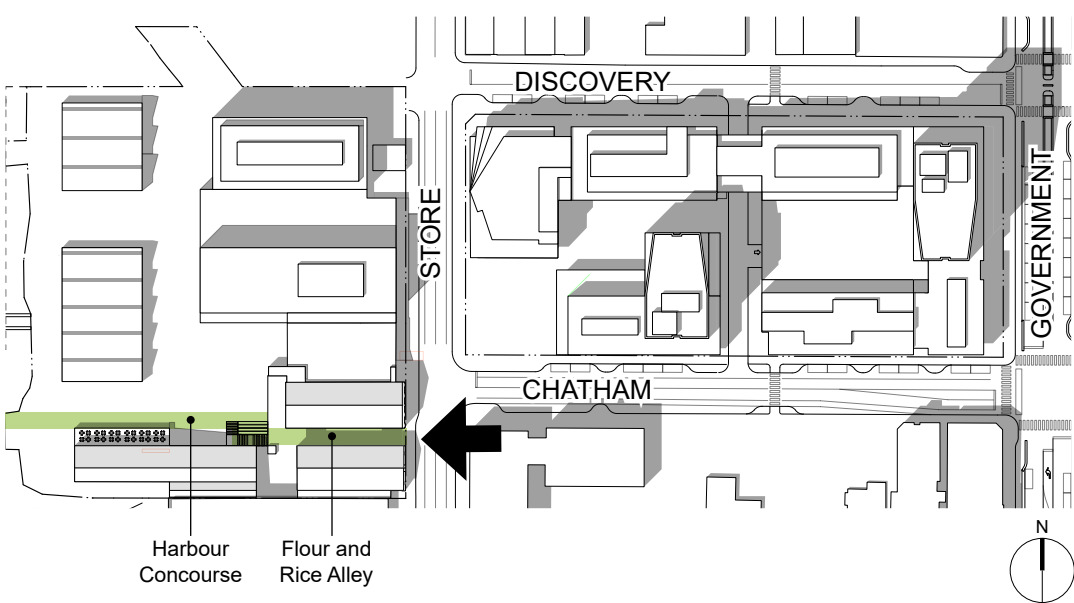 DISCOVERY
STORE
GOVERNMENT
CHATHAM
Harbour
Concourse
Flour and
Rice Alley
N